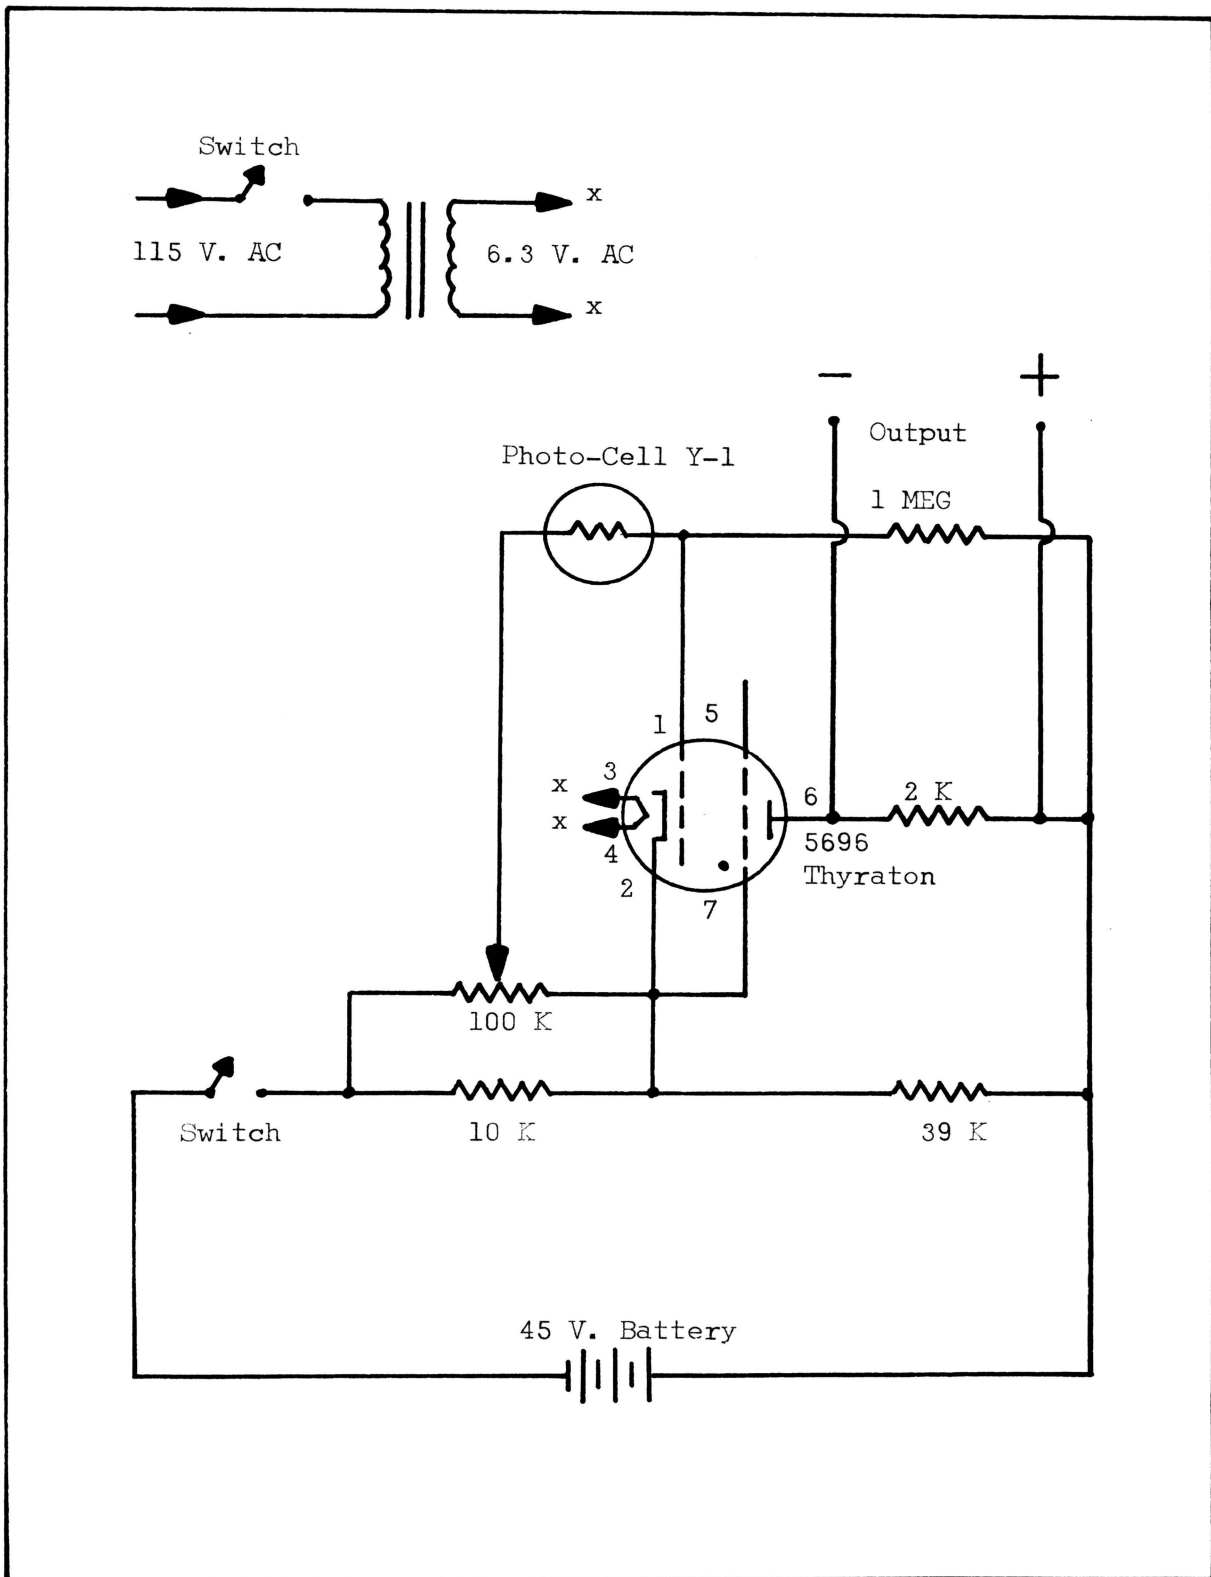 Switch
x
115 V. AC
6.3 V. AC
x
− +
Output
Photo-Cell Y-1
1 MEG
1 5
x 3
6 2 K
x
4
5696
2
Thyraton
7
100 K
Switch
10 K
39 K
45 V. Battery